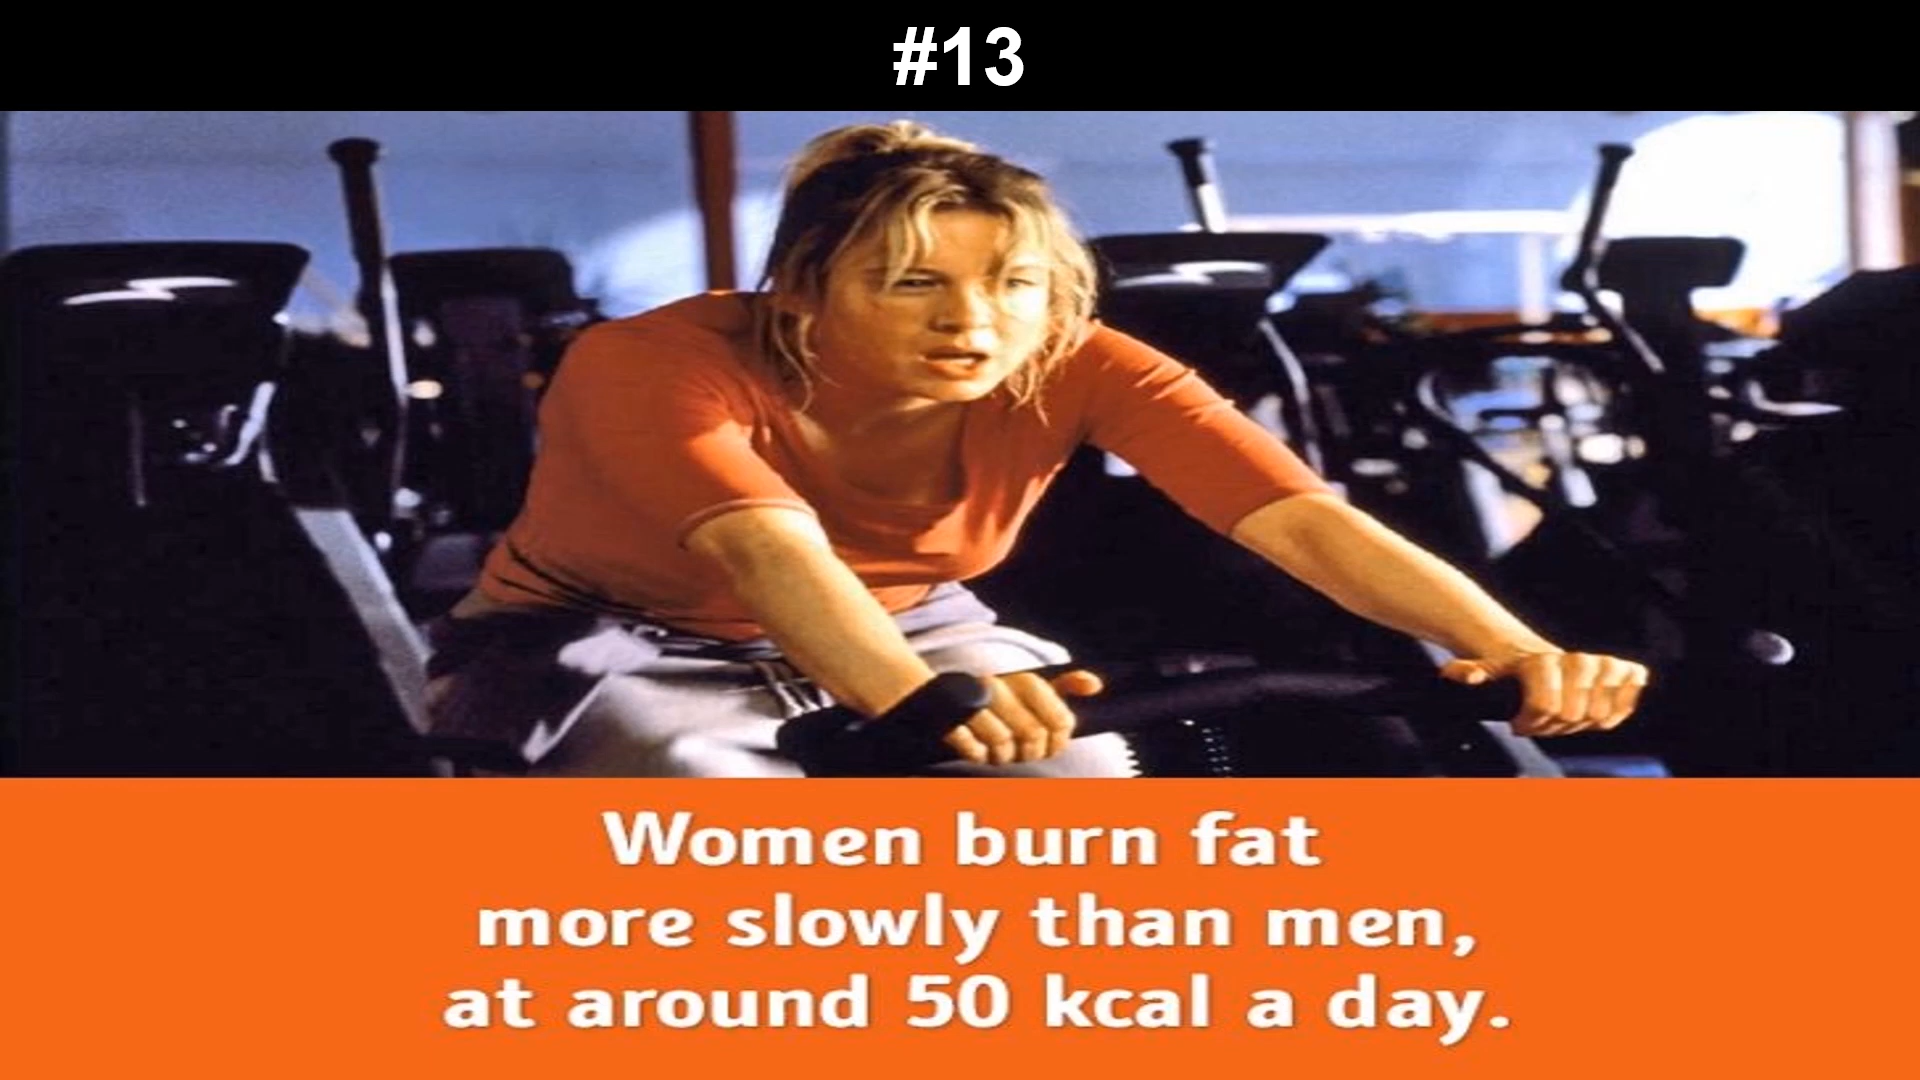 #13
Women burn fat
more slowly than men,
at around 50 kcal a day.